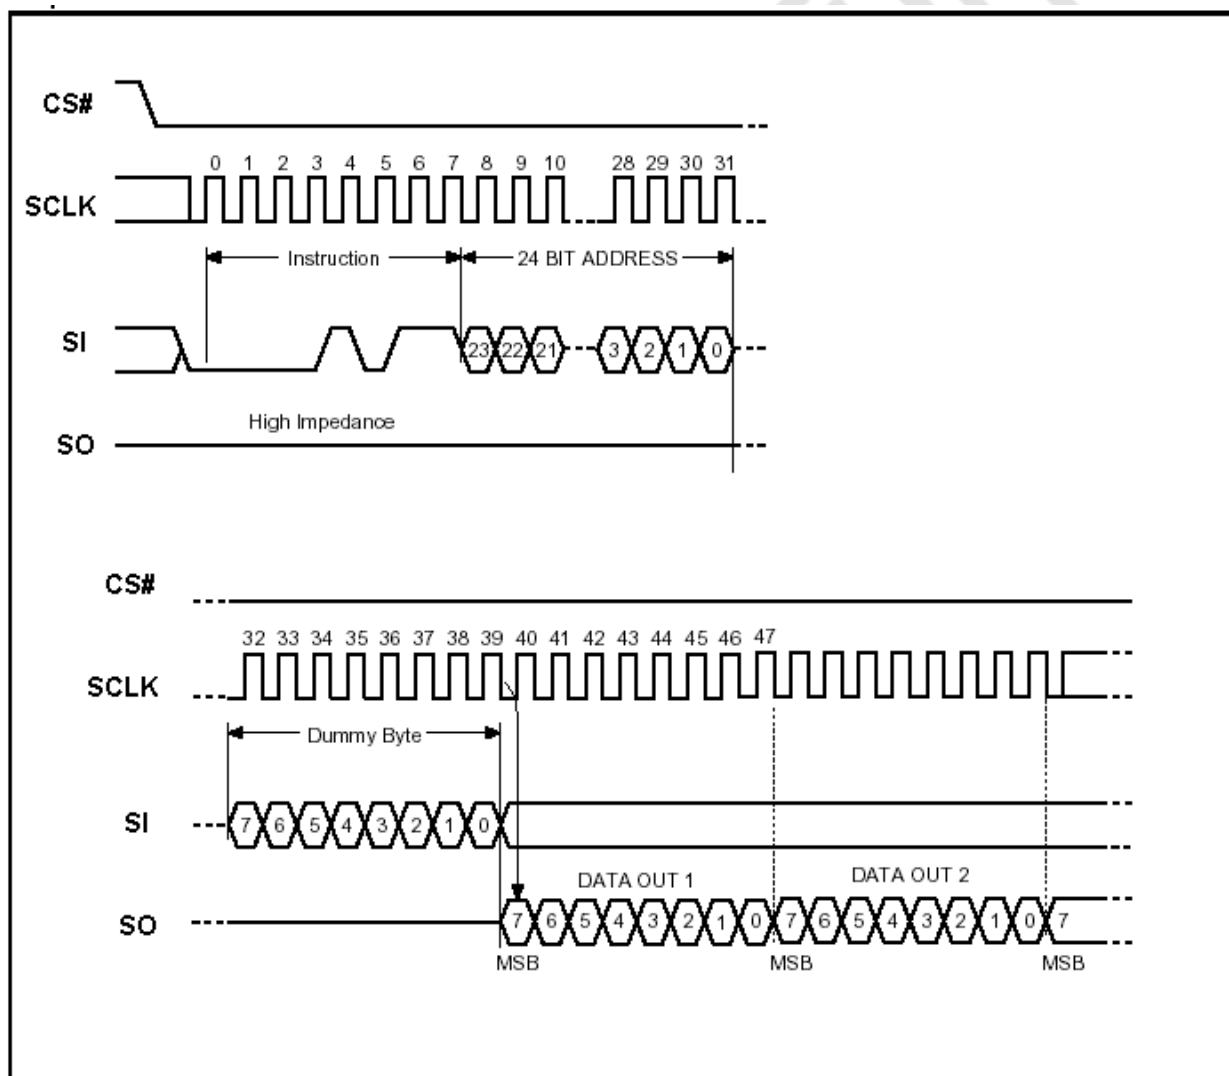 CS#
0 1 2 3 4 5 6 7 8 9 10 28 29 30 31
SCLK
Instruction 24 BIT ADDRESS
SI 23 22 21 3 2 1 0
High Impedance
SO
CS#
32 33 34 35 36 37 38 39 40 41 42 43 44 45 46 47
SCLK
Dummy Byte
SI 7 6 5 4 3 2 1 0
DATA OUT 1 DATA OUT 2
SO 7 6 5 4 3 2 1 0 7 6 5 4 3 2 1 0 7
MSB MSB MSB